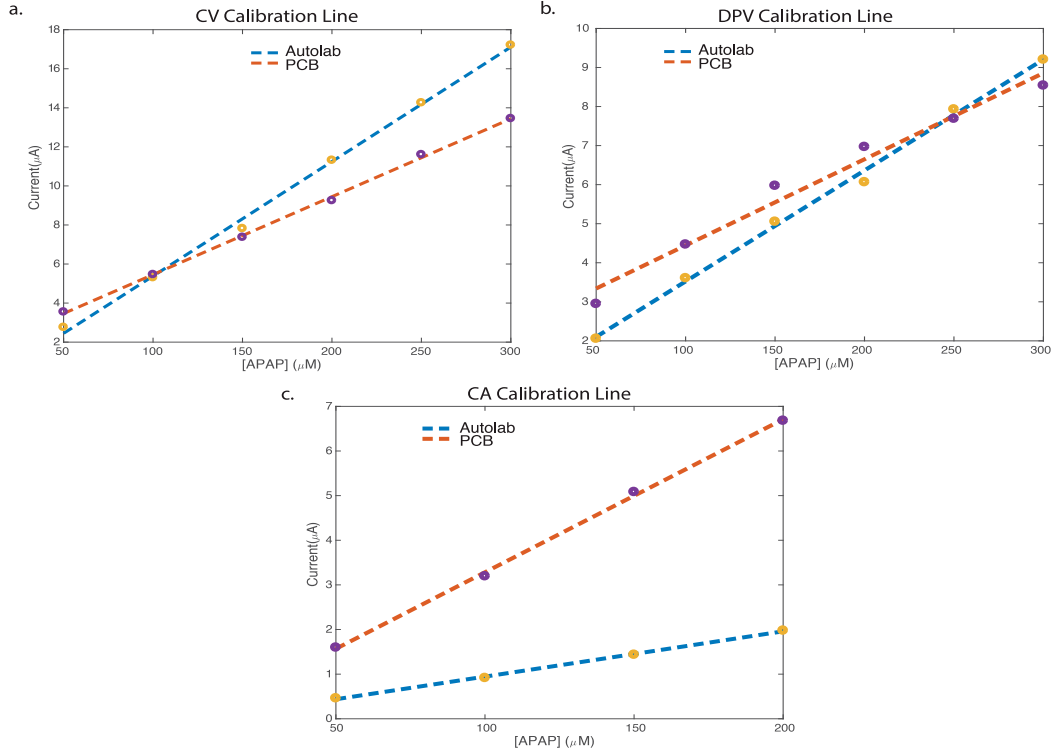 a.
CV Calibration Line
18
16
14
12
10
8
6
4
2
Current(μA)
Autolab
PCB
50 100 150 200 250 300
[APAP] (μM)
b.
DPV Calibration Line
10
9
8
7
6
5
4
3
2
Current(μA)
Autolab
PCB
50 100 150 200 250 300
[APAP] (μM)
c.
CA Calibration Line
7
6
5
4
3
2
1
0
Current(μA)
Autolab
PCB
50 100 150 200
[APAP] (μM)